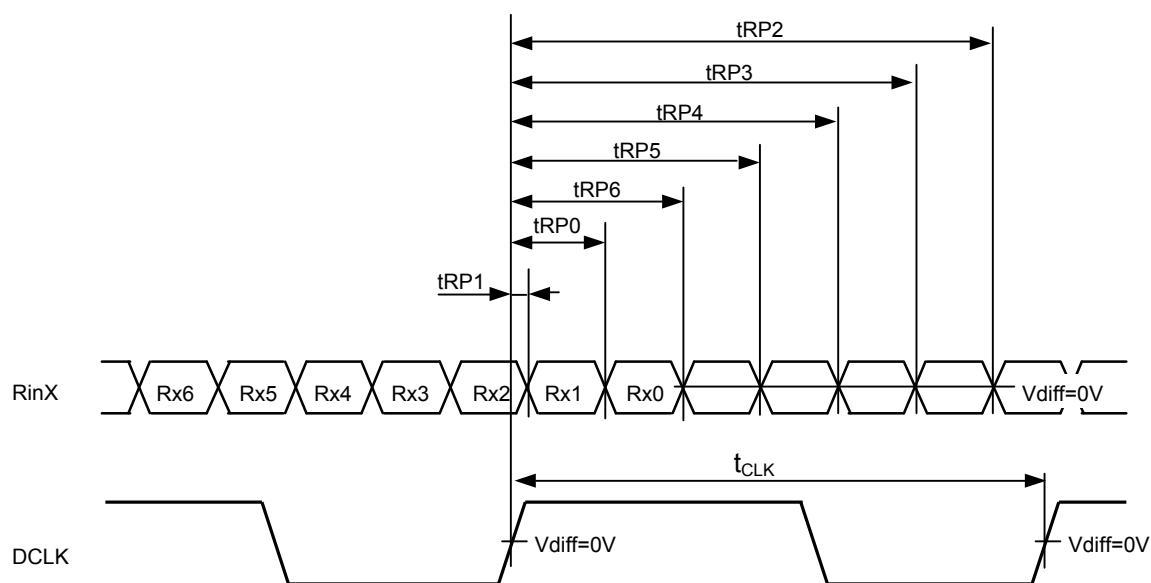 tRP2
tRP3
tRP4
tRP5
tRP6
tRP0
tRP1
RinX Rx6 Rx5 Rx4 Rx3 Rx2 Rx1 Rx0 Vdiff=0V
tCLK
DCLK Vdiff=0V Vdiff=0V